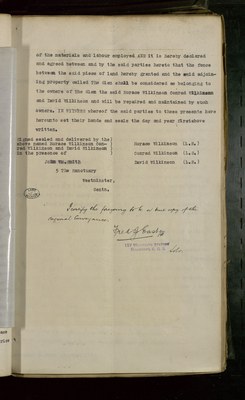 of the materials and labour employed AND it is hereby declared
and agreed between and by the said parties hereto that the fence
between the said piece of land hereby granted and the said adjoin-
ing property called The Glen shall be considered as belonging to
the owners of The Glen the said Horace Wilkinson Conrad Wilkinson
and David Wilkinson and will be repaired and maintained by such
owners. IN WITNESS whereof the said parties to these presents have
hereunto set their hands and seals the day and year first above
written.
Signed sealed and delivered by the
above named Horace Wilkinson Con-
rad Wilkinson and David Wilkinson
in the presence of
Horace Wilkinson (L.S.)
Conrad Wilkinson (L.S.)
David Wilkinson (L.S.)
JOHN
5 The Sanctuary
Westminster,
I certify the foregoing to be a true copy of the
original Conveyance.